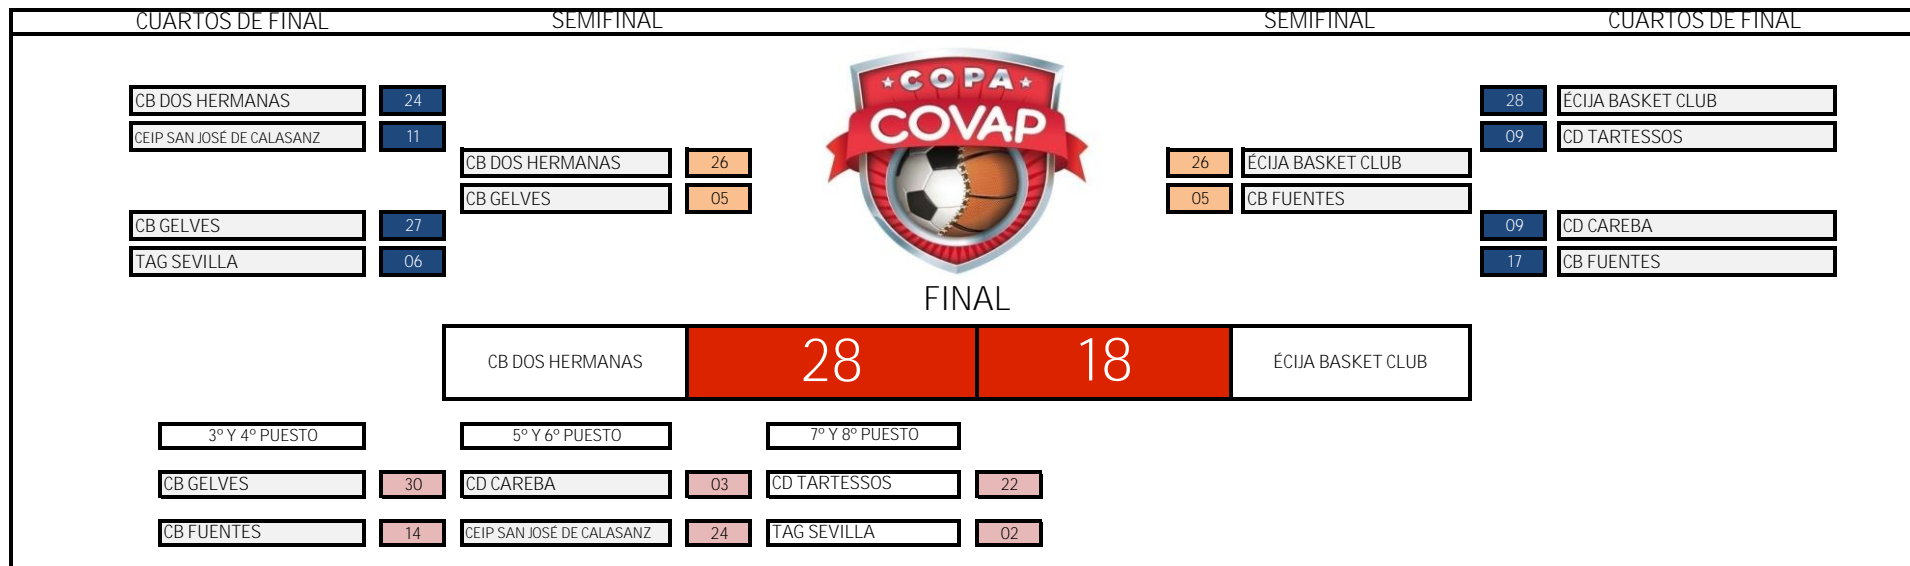 CUARTOS DE FINAL SEMIFINAL SEMIFINAL CUARTOS DE FINAL
COPA
COVAP
CB DOS HERMANAS 24 28 ÉCIJA BASKET CLUB
CEIP SAN JOSÉ DE CALASANZ 11 09 CD TARTESSOS
CB DOS HERMANAS 26 26 ÉCIJA BASKET CLUB
CB GELVES 05 05 CB FUENTES
CB GELVES 27 09 CD CAREBA
TAG SEVILLA 06 17 CB FUENTES
FINAL
CB DOS HERMANAS 28 18 ÉCIJA BASKET CLUB
3º Y 4º PUESTO 5º Y 6º PUESTO 7º Y 8º PUESTO
CB GELVES 30 CD CAREBA 03 CD TARTESSOS 22
CB FUENTES 14 CEIP SAN JOSÉ DE CALASANZ 24 TAG SEVILLA 02